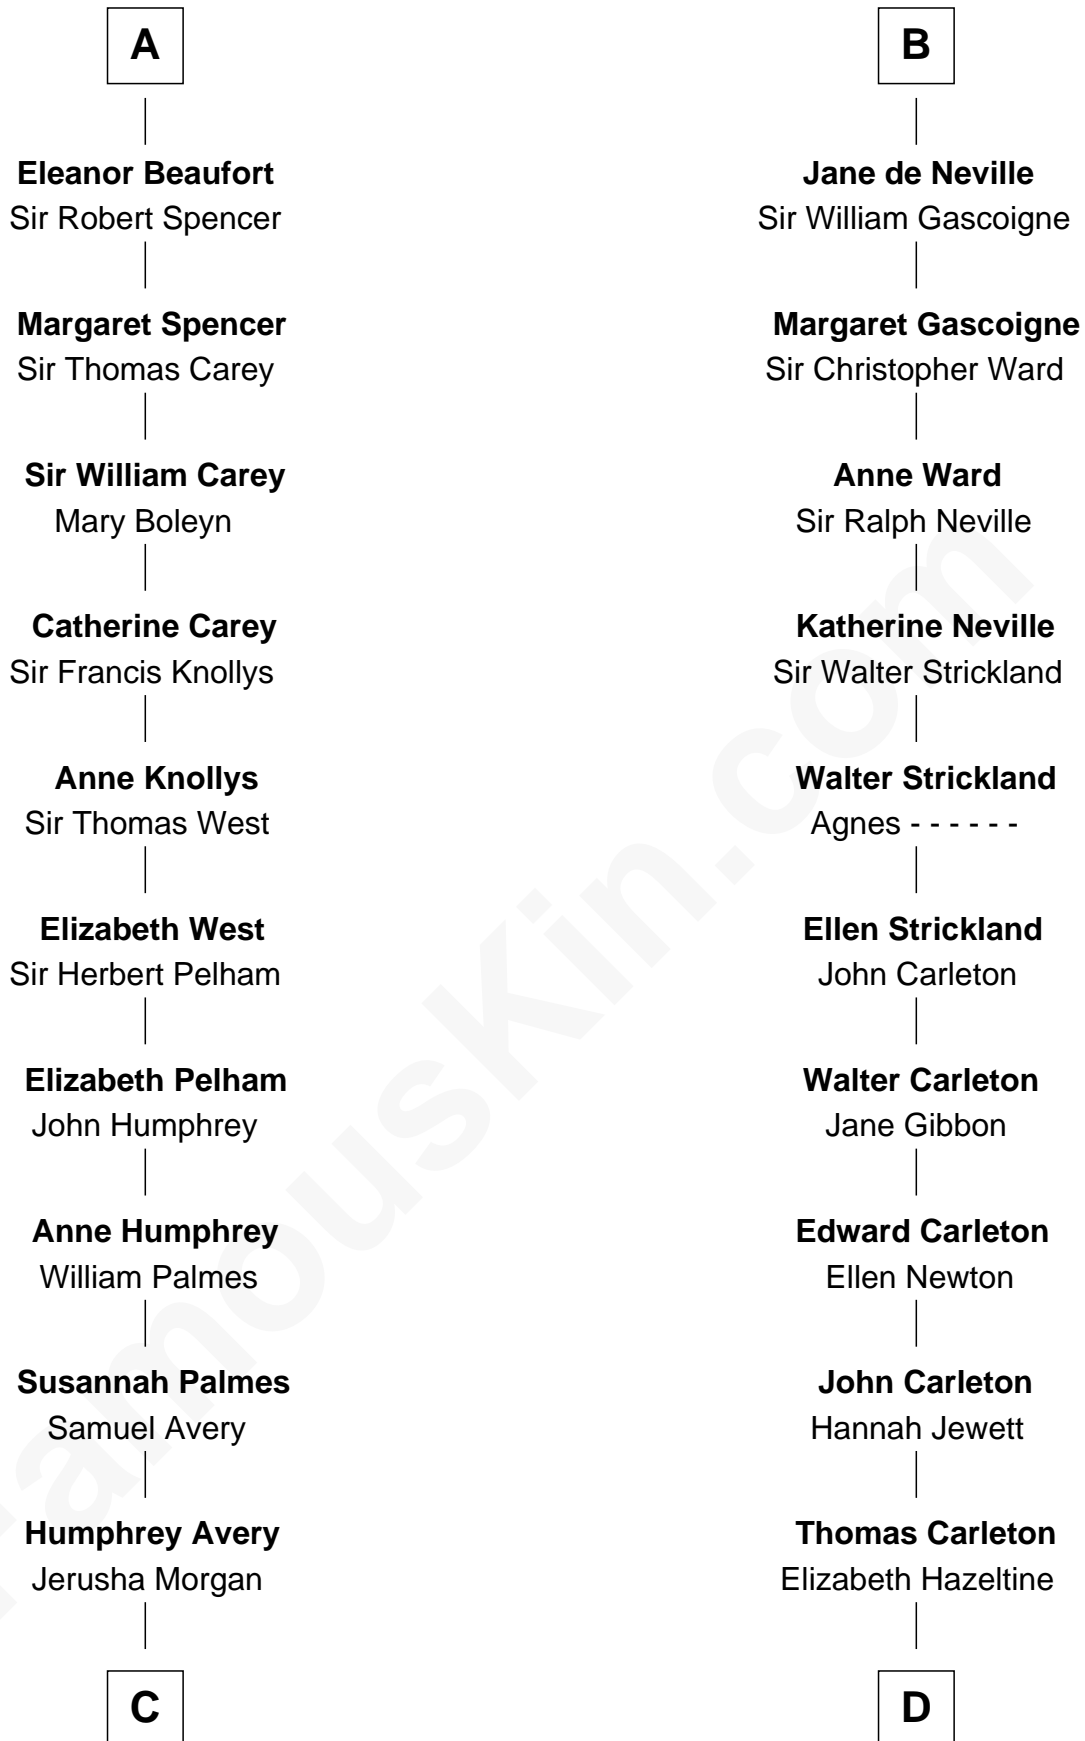 A
Eleanor Beaufort
Sir Robert Spencer
Margaret Spencer
Sir Thomas Carey
Sir William Carey
Mary Boleyn
Catherine Carey
Sir Francis Knollys
Anne Knollys
Sir Thomas West
Elizabeth West
Sir Herbert Pelham
Elizabeth Pelham
John Humphrey
Anne Humphrey
William Palmes
Susannah Palmes
Samuel Avery
Humphrey Avery
Jerusha Morgan
C
B
Jane de Neville
Sir William Gascoigne
Margaret Gascoigne
Sir Christopher Ward
Anne Ward
Sir Ralph Neville
Katherine Neville
Sir Walter Strickland
Walter Strickland
Agnes - - - - - -
Ellen Strickland
John Carleton
Walter Carleton
Jane Gibbon
Edward Carleton
Ellen Newton
John Carleton
Hannah Jewett
Thomas Carleton
Elizabeth Hazeltine
D
FamousKin.com